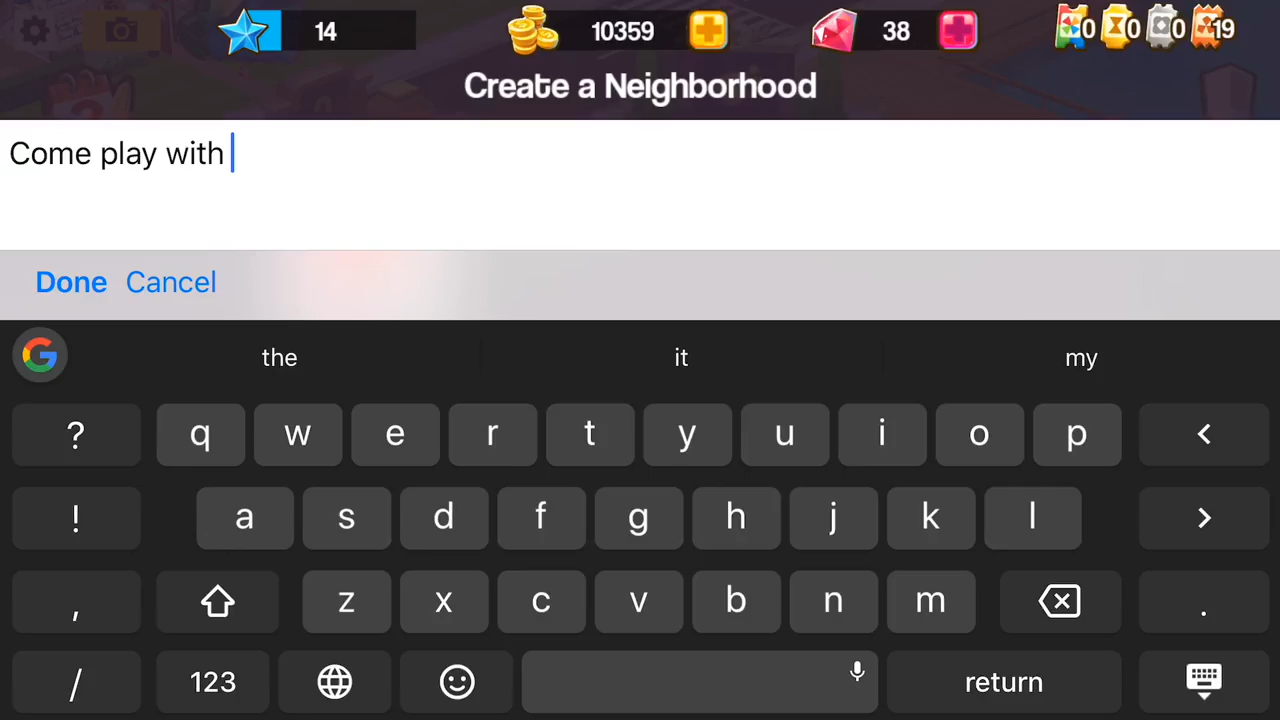 14 10359 38 0 0 0 19
Create a Neighborhood
Come play with
Done Cancel
the it my
? q w e r t y u i o p <
! a s d f g h j k l >
, z x c v b n m .
/ 123 return